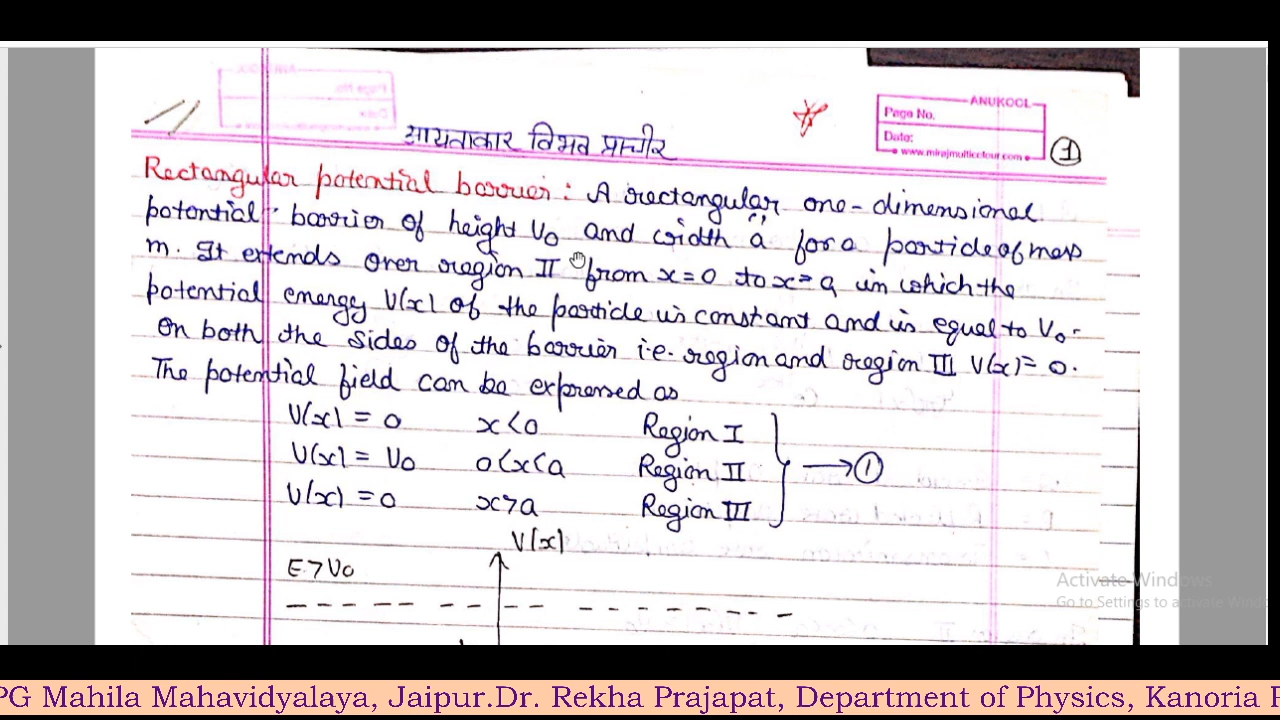 ANUKOOL
Page No.
Date:
www.mirajmulticolour.com
1
आयताकार विभव प्राचीर
Rectangular potential barrier: A rectangular one-dimensional
potential barrier of height V0 and width "a" for a particle of mass
m. It extends over region II from x=0 to x=a in which the
potential energy V(x) of the particle is constant and is equal to V0.
On both the sides of the barrier i.e. region and region III V(x)=0.
The potential field can be expressed as
V(x) = 0 x<0 Region I
V(x) = V0 0<x<a Region II → 1
V(x) = 0 x>a Region III
V(x)
E>V0
Activate Windows
Go to Settings to activate Windo
PG Mahila Mahavidyalaya, Jaipur.Dr. Rekha Prajapat, Department of Physics, Kanoria P